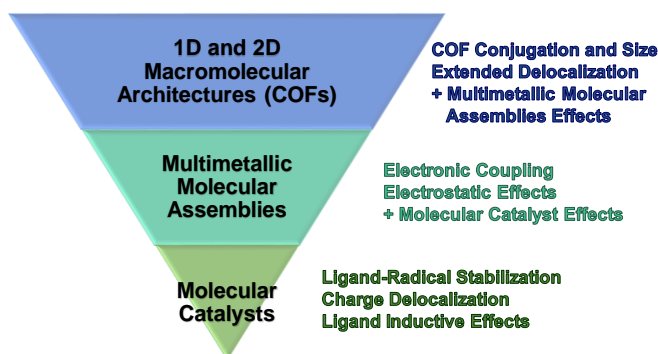 1D and 2D
Macromolecular
Architectures (COFs)
COF Conjugation and Size
Extended Delocalization
+ Multimetallic Molecular
Assemblies Effects
Multimetallic
Molecular
Assemblies
Electronic Coupling
Electrostatic Effects
+ Molecular Catalyst Effects
Molecular
Catalysts
Ligand-Radical Stabilization
Charge Delocalization
Ligand Inductive Effects